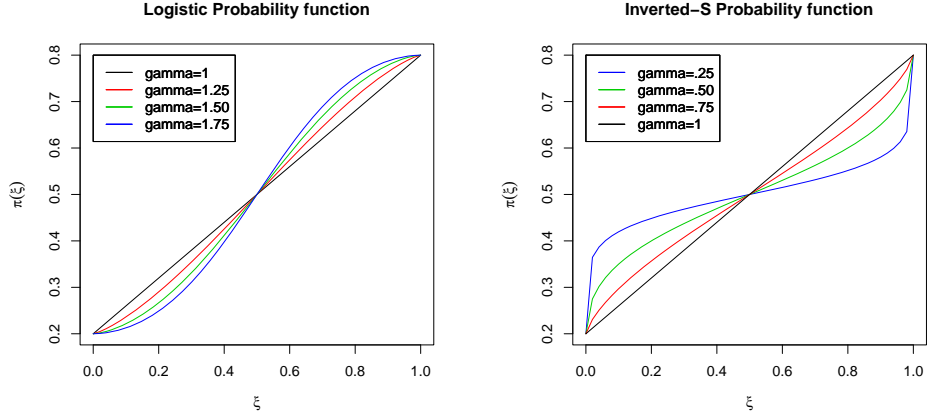 Logistic Probability function
gamma=1
gamma=1.25
gamma=1.50
gamma=1.75
π(ξ)
0.8
0.7
0.6
0.5
0.4
0.3
0.2
0.0 0.2 0.4 0.6 0.8 1.0
ξ
Inverted−S Probability function
gamma=.25
gamma=.50
gamma=.75
gamma=1
π(ξ)
0.8
0.7
0.6
0.5
0.4
0.3
0.2
0.0 0.2 0.4 0.6 0.8 1.0
ξ